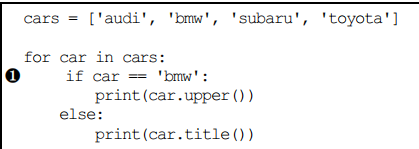 cars = ['audi', 'bmw', 'subaru', 'toyota']
for car in cars:
❶ if car == 'bmw':
print(car.upper())
else:
print(car.title())